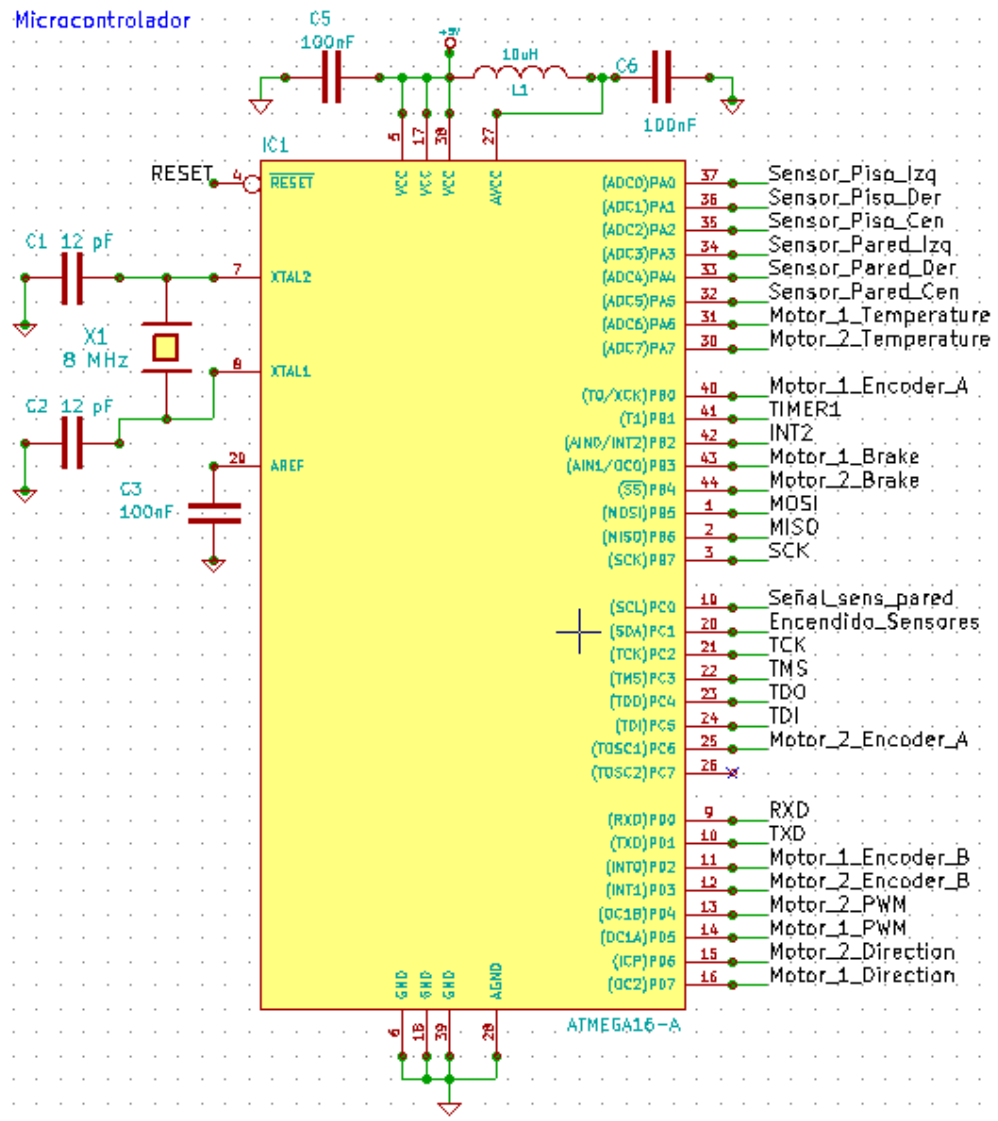 Microcontrolador
C5
100nF
+5V
10uH
L1
C6
100nF
IC1
5
17
38
27
VCC
VCC
VCC
AVCC
RESET
4
RESET
C1 12 pF
7
XTAL2
X1
8 MHz
8
XTAL1
C2 12 pF
AREF
C3
100nF
(ADC0)PA0 37 Sensor_Piso_Izq
(ADC1)PA1 36 Sensor_Piso_Der
(ADC2)PA2 35 Sensor_Piso_Cen
(ADC3)PA3 34 Sensor_Pared_Izq
(ADC4)PA4 33 Sensor_Pared_Der
(ADC5)PA5 32 Sensor_Pared_Cen
(ADC6)PA6 31 Motor_1_Temperature
(ADC7)PA7 30 Motor_2_Temperature
(T0/XCK)PB0 40 Motor_1_Encoder_A
(T1)PB1 41 TIMER1
(AIN0/INT2)PB2 42 INT2
(AIN1/OC0)PB3 43 Motor_1_Brake
(SS)PB4 44 Motor_2_Brake
(MOSI)PB5 1 MOSI
(MISO)PB6 2 MISO
(SCK)PB7 3 SCK
(SCL)PC0 19 Señal_sens_pared
(SDA)PC1 20 Encendido_Sensores
(TCK)PC2 21 TCK
(TMS)PC3 22 TMS
(TDO)PC4 23 TDO
(TDI)PC5 24 TDI
(TOSC1)PC6 25 Motor_2_Encoder_A
(TOSC2)PC7 26
(RXD)PD0 9 RXD
(TXD)PD1 10 TXD
(INT0)PD2 11 Motor_1_Encoder_B
(INT1)PD3 12 Motor_2_Encoder_B
(OC1B)PD4 13 Motor_2_PWM
(OC1A)PD5 14 Motor_1_PWM
(ICP)PD6 15 Motor_2_Direction
(OC2)PD7 16 Motor_1_Direction
GND
GND
GND
AGND
6
18
39
28
ATMEGA16-A